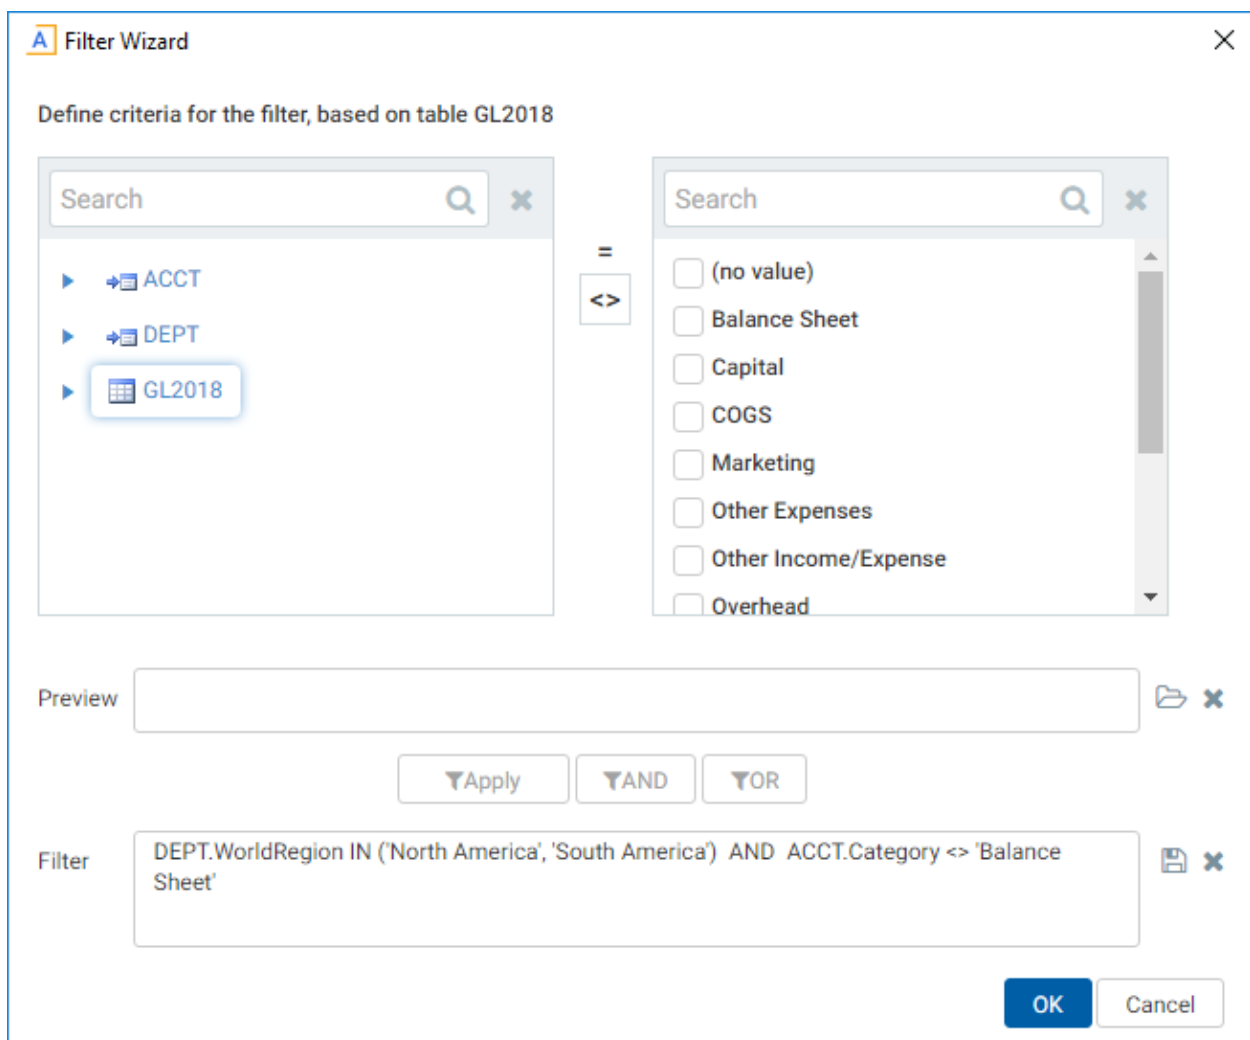 A Filter Wizard
Define criteria for the filter, based on table GL2018
Search
Search
ACCT
DEPT
GL2018
=
<>
(no value)
Balance Sheet
Capital
COGS
Marketing
Other Expenses
Other Income/Expense
Overhead
Preview
Apply
AND
OR
Filter
DEPT.WorldRegion IN ('North America', 'South America')  AND  ACCT.Category <> 'Balance
Sheet'
OK
Cancel